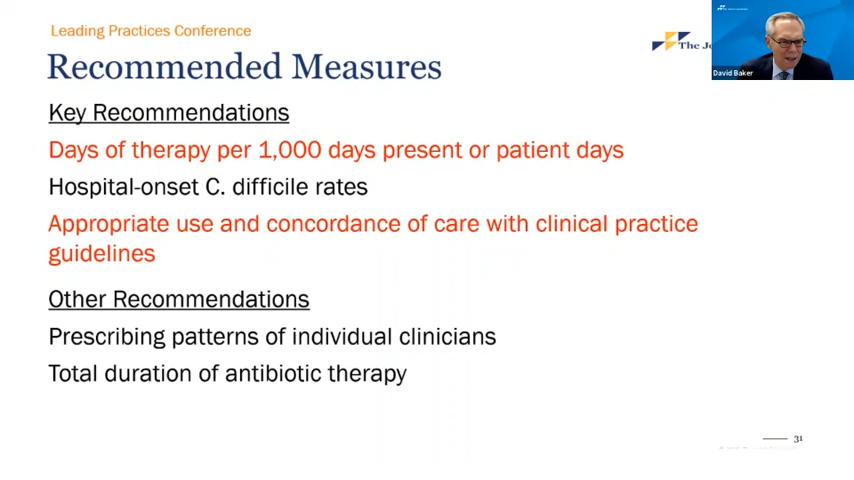 Leading Practices Conference
Recommended Measures
The Jo
David Baker
Key Recommendations
Days of therapy per 1,000 days present or patient days
Hospital-onset C. difficile rates
Appropriate use and concordance of care with clinical practice
guidelines
Other Recommendations
Prescribing patterns of individual clinicians
Total duration of antibiotic therapy
31